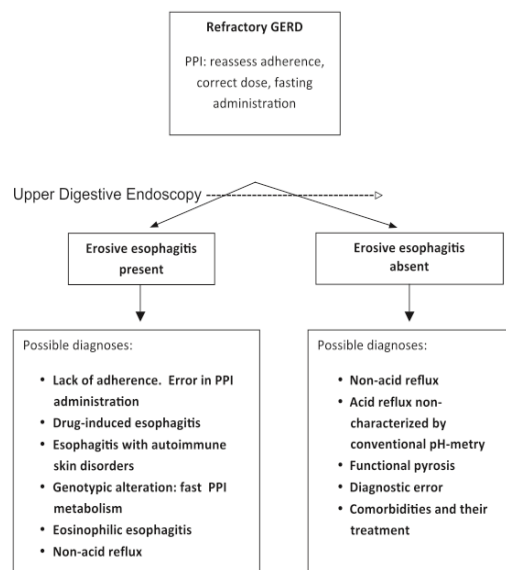 Refractory GERD
PPI: reassess adherence,
correct dose, fasting
administration
Upper Digestive Endoscopy
Erosive esophagitis
present
Erosive esophagitis
absent
Possible diagnoses:
• Lack of adherence. Error in PPI
administration
• Drug-induced esophagitis
• Esophagitis with autoimmune
skin disorders
• Genotypic alteration: fast PPI
metabolism
• Eosinophilic esophagitis
• Non-acid reflux
Possible diagnoses:
• Non-acid reflux
• Acid reflux non-
characterized by
conventional pH-metry
• Functional pyrosis
• Diagnostic error
• Comorbidities and their
treatment